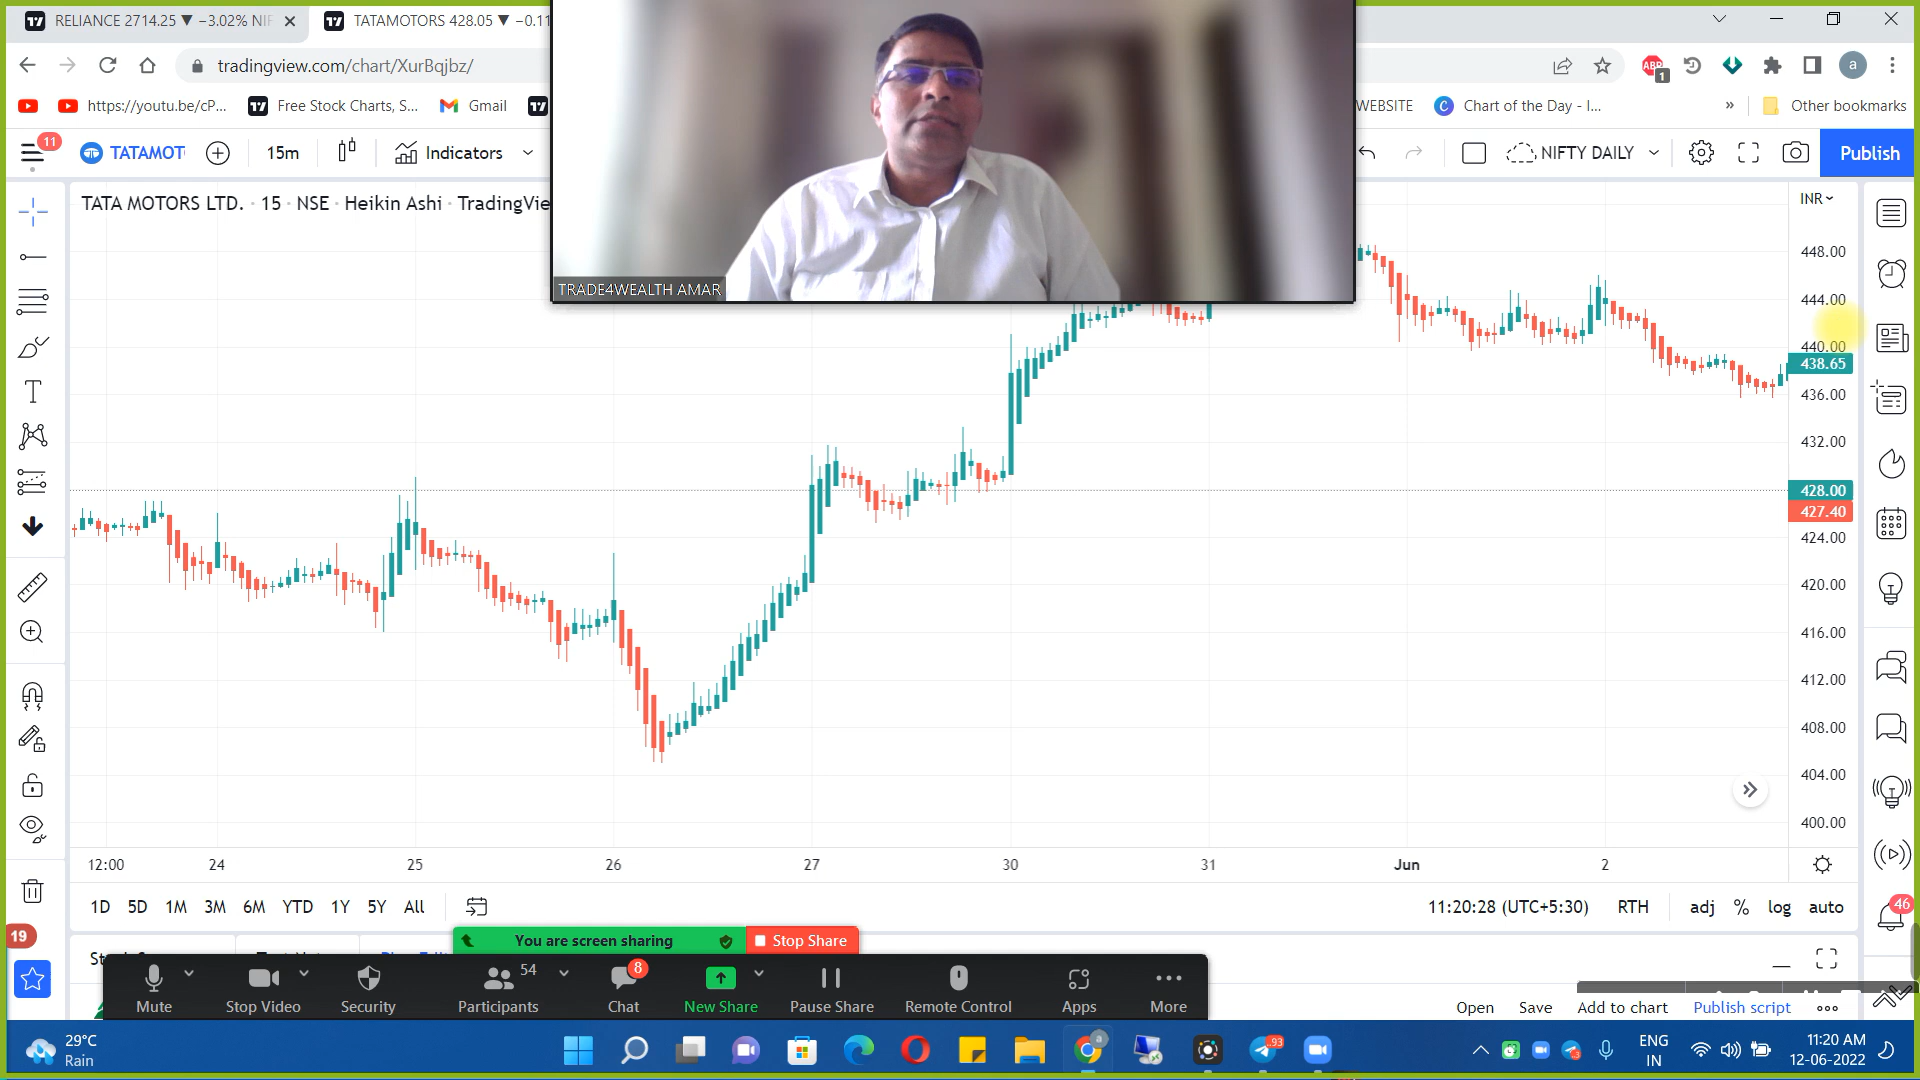 RELIANCE 2714.25 ▼ −3.02% NIF
TATAMOTORS 428.05 ▼ −0.11
tradingview.com/chart/XurBqjbz/
ABP
1
a
https://youtu.be/cP...
Free Stock Charts, S...
Gmail
WEBSITE
Chart of the Day - I...
»
Other bookmarks
11
TATAMOT
15m
Indicators
NIFTY DAILY
Publish
TATA MOTORS LTD. · 15 · NSE · Heikin Ashi · TradingVie
INR
TRADE4WEALTH AMAR
448.00
444.00
440.00
438.65
436.00
432.00
428.00
427.40
424.00
420.00
416.00
412.00
408.00
404.00
400.00
12:00 24 25 26 27 30 31 Jun 2
1D 5D 1M 3M 6M YTD 1Y 5Y All
11:20:28 (UTC+5:30) RTH adj % log auto
46
19
You are screen sharing
Stop Share
54
8
Mute Stop Video Security Participants Chat New Share Pause Share Remote Control Apps More
Open Save Add to chart Publish script
29°C
Rain
93
ENG
IN
11:20 AM
12-06-2022